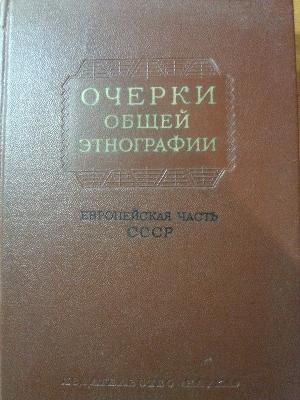 ОЧЕРКИ
ОБЩЕЙ
ЭТНОГРАФИИ
ЕВРОПЕЙСКАЯ ЧАСТЬ
СССР
ИЗДАТЕЛЬСТВО «НАУКА»